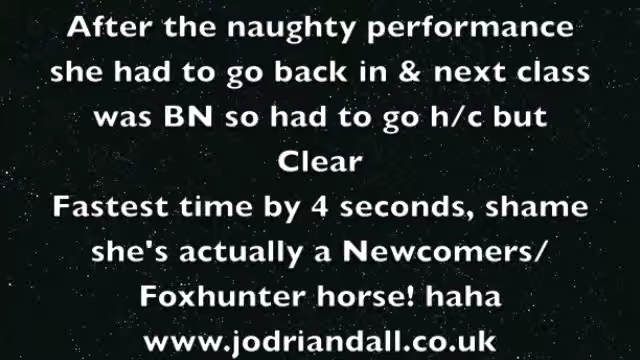 After the naughty performance
she had to go back in & next class
was BN so had to go h/c but
Clear
Fastest time by 4 seconds, shame
she's actually a Newcomers/
Foxhunter horse! haha
www.jodriandall.co.uk